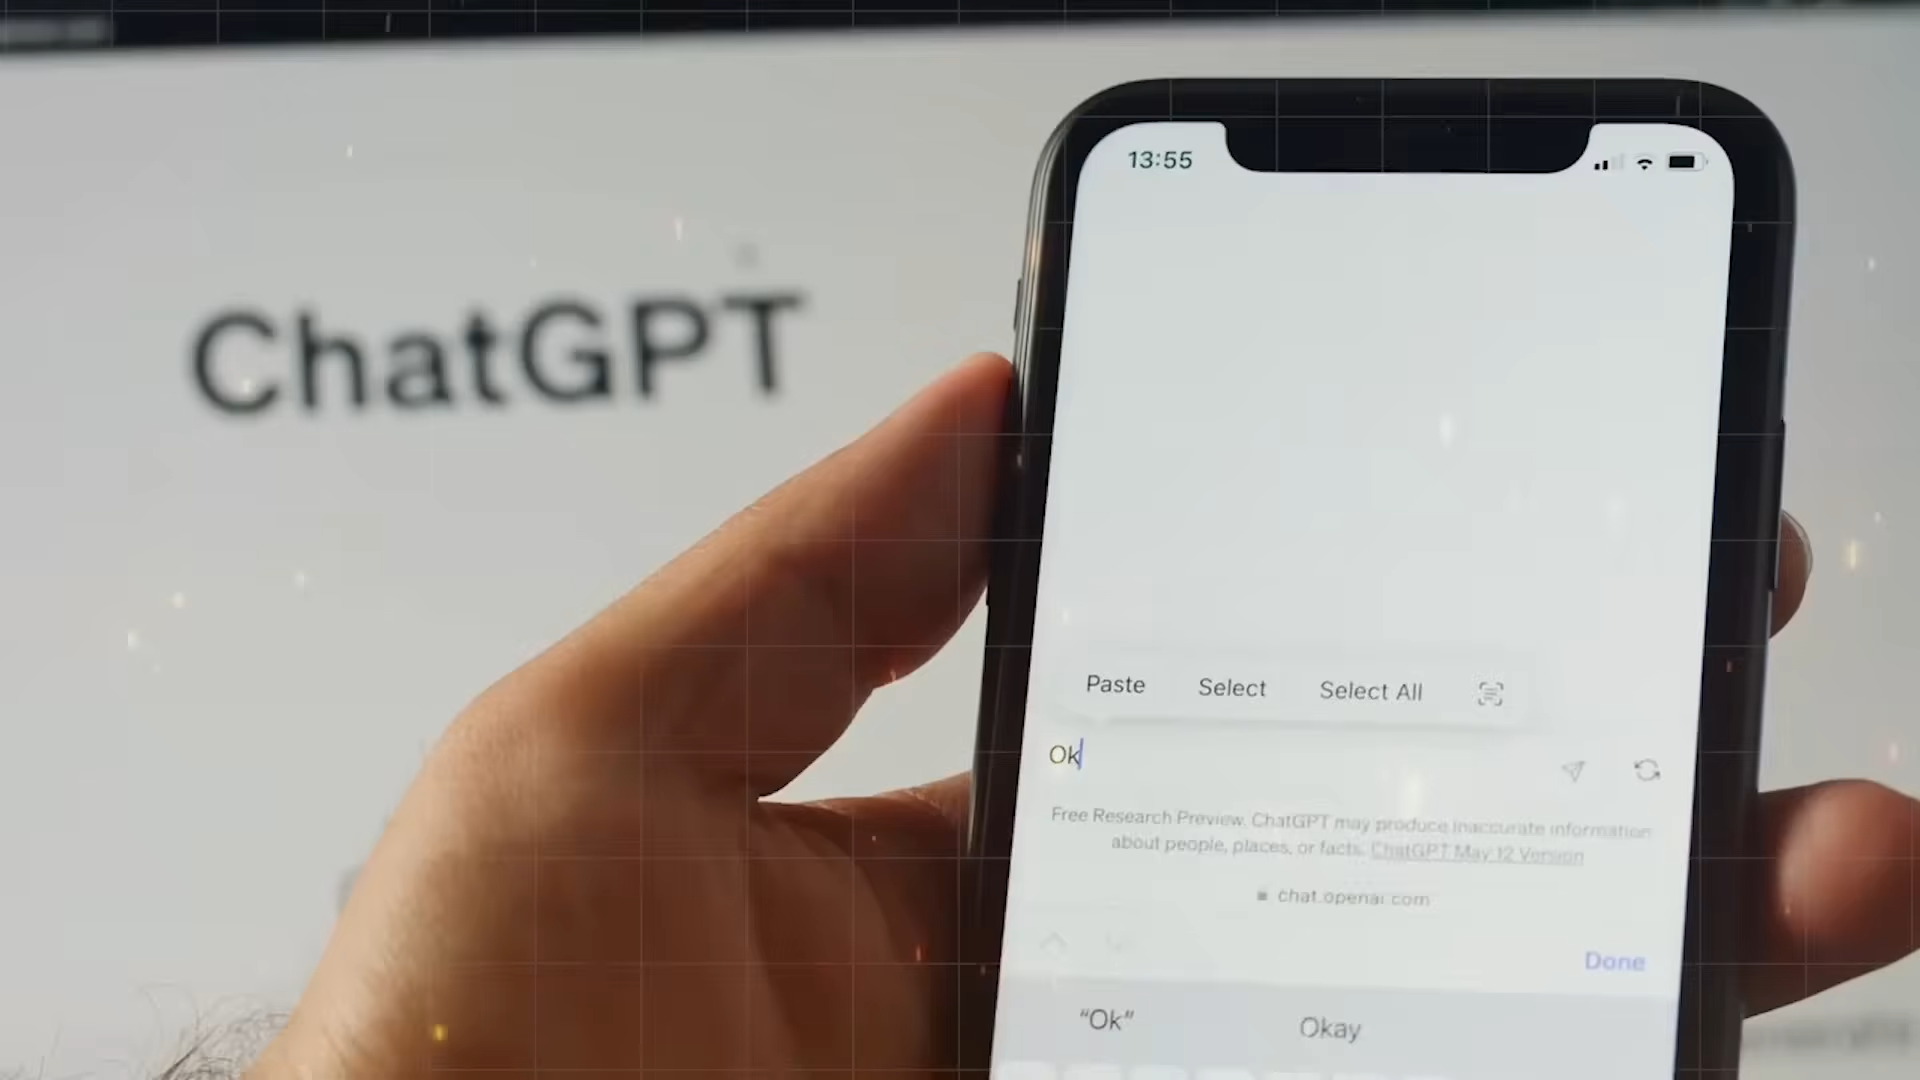 ChatGPT
13:55
Paste Select Select All
Ok
Free Research Preview. ChatGPT may produce inaccurate information
about people, places, or facts. ChatGPT May 12 Version
chat.openai.com
Done
“Ok” Okay